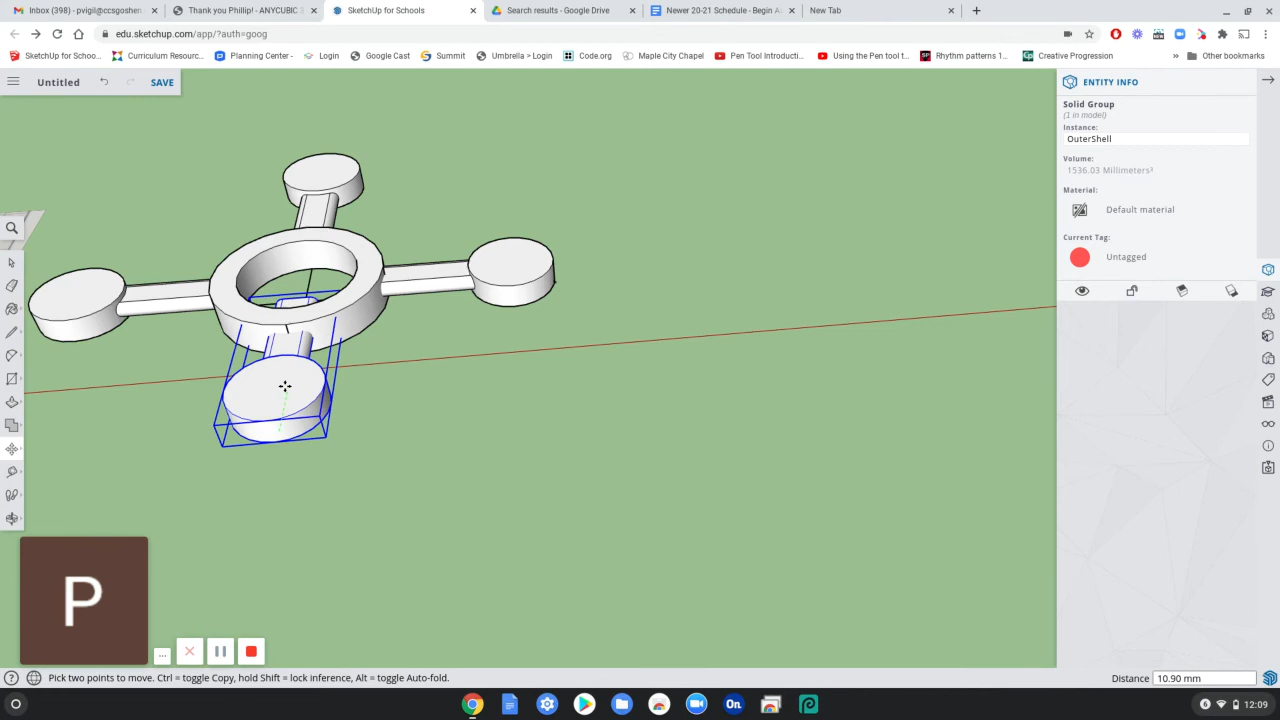 Inbox (398) - pvigil@ccsgoshen
Thank you Phillip! - ANYCUBIC 3
SketchUp for Schools
Search results - Google Drive
Newer 20-21 Schedule - Begin A
New Tab
edu.sketchup.com/app/?auth=goog
SketchUp for Schoo...
Curriculum Resourc...
Planning Center -
Login
Google Cast
Umbrella > Login
Summit
Code.org
Maple City Chapel
Pen Tool Introducti...
Using the Pen tool t...
Rhythm patterns 1...
Creative Progression
»
Other bookmarks
Untitled
SAVE
ENTITY INFO
Solid Group
(1 in model)
Instance:
OuterShell
Volume:
1536.03 Millimeters³
Material:
Default material
Current Tag:
Untagged
P
...
Pick two points to move. Ctrl = toggle Copy, hold Shift = lock inference, Alt = toggle Auto-fold.
Distance
10.90 mm
On
6
12:09